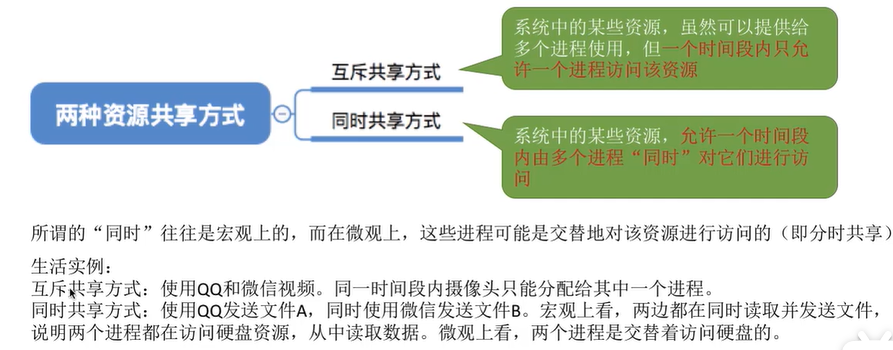 系统中的某些资源，虽然可以提供给
多个进程使用，但一个时间段内只允
许一个进程访问该资源
互斥共享方式
两种资源共享方式
同时共享方式
系统中的某些资源，允许一个时间段
内由多个进程“同时”对它们进行访
问
所谓的“同时”往往是宏观上的，而在微观上，这些进程可能是交替地对该资源进行访问的（即分时共享）
生活实例：
互斥共享方式：使用QQ和微信视频。同一时间段内摄像头只能分配给其中一个进程。
同时共享方式：使用QQ发送文件A，同时使用微信发送文件B。宏观上看，两边都在同时读取并发送文件，
说明两个进程都在访问硬盘资源，从中读取数据。微观上看，两个进程是交替着访问硬盘的。